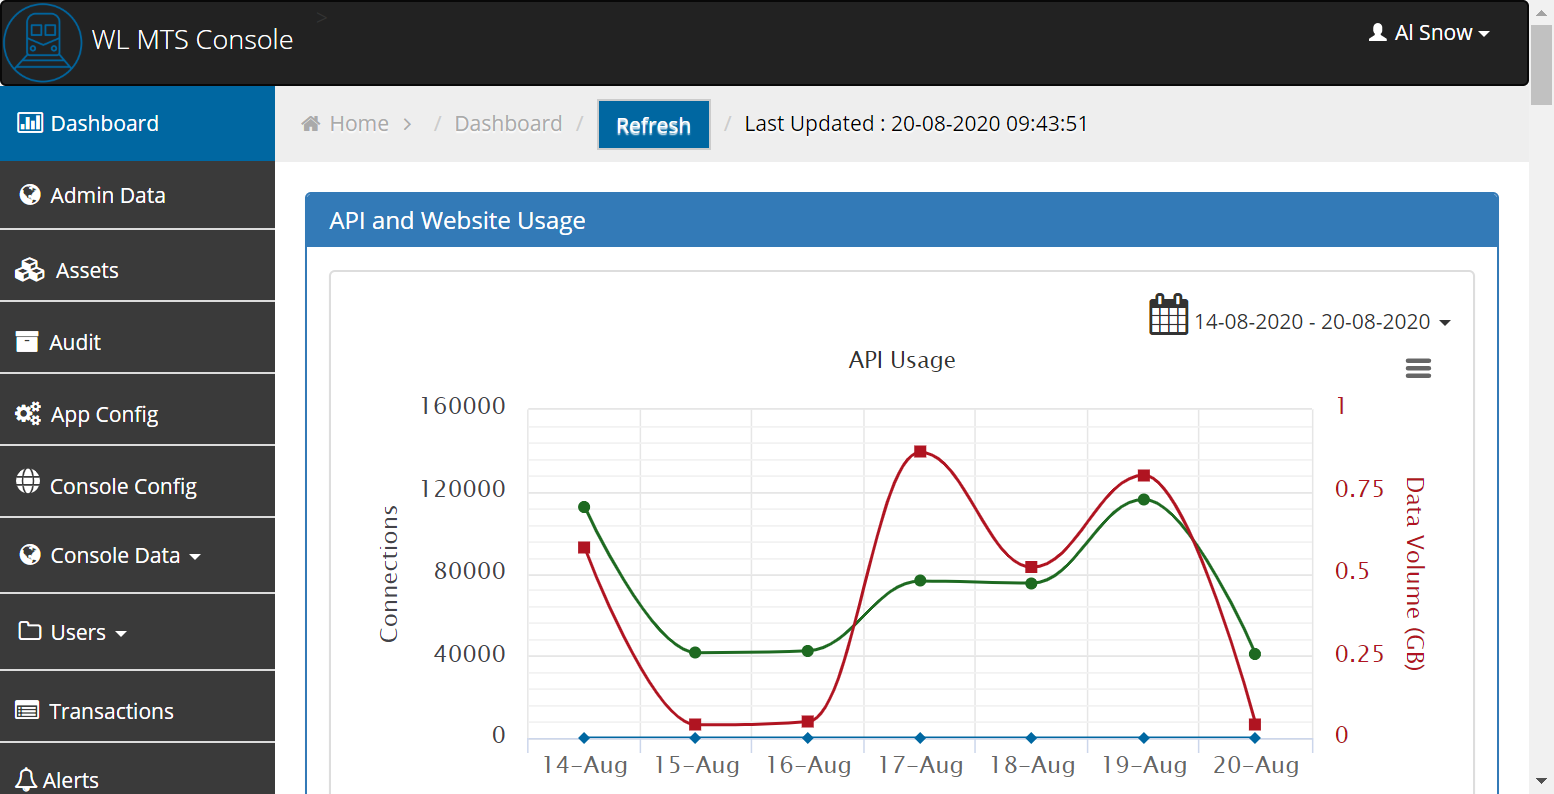 >
WL MTS Console
Al Snow
Dashboard
Home > / Dashboard / Refresh / Last Updated : 20-08-2020 09:43:51
Admin Data
Assets
Audit
App Config
Console Config
Console Data
Users
Transactions
Alerts
API and Website Usage
14-08-2020 - 20-08-2020
API Usage
160000
120000
80000
40000
0
Connections
1
0.75
0.5
0.25
0
Data Volume (GB)
14-Aug 15-Aug 16-Aug 17-Aug 18-Aug 19-Aug 20-Aug